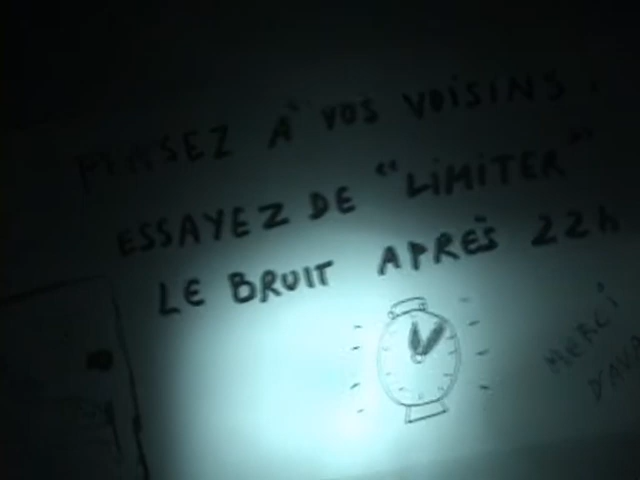 PENSEZ À VOS VOISINS !
ESSAYEZ DE "LIMITER"
LE BRUIT APRÈS 22h
MERCI